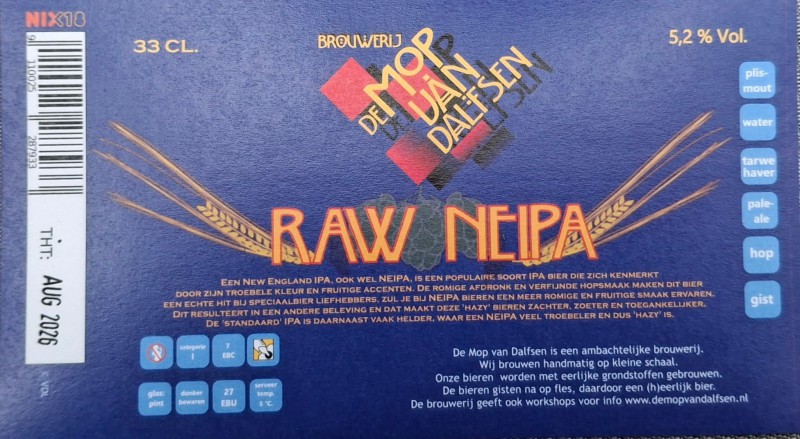 NIX18
33 CL.
BROUWERIJ
DE MOP
VAN
DALFSEN
5,2 % Vol.
plis-
mout
water
tarwe
haver
pale-
ale
hop
gist
9 110025 287933
THT: AUG 2026
RAW NEIPA
EEN NEW ENGLAND IPA, OOK WEL NEIPA, IS EEN POPULAIRE SOORT IPA BIER DIE ZICH KENMERKT
DOOR ZIJN TROEBELE KLEUR EN FRUITIGE ACCENTEN. DE ROMIGE AFDRONK EN VERFIJNDE HOPSMAAK MAKEN DIT BIER
EEN ECHTE HIT BIJ SPECIAALBIER LIEFHEBBERS. ZUL JE BIJ NEIPA BIEREN EEN MEER ROMIGE EN FRUITIGE SMAAK ERVAREN.
DIT RESULTEERT IN EEN ANDERE BELEVING EN DAT MAAKT DEZE 'HAZY' BIEREN ZACHTER, ZOETER EN TOEGANKELIJKER.
DE 'STANDAARD' IPA IS DAARNAAST VAAK HELDER, WAAR EEN NEIPA VEEL TROEBELER EN DUS 'HAZY' IS.
categorie
I
7
EBC
glas:
pint
donker
bewaren
27
EBU
serveer
temp.
5 °C.
De Mop van Dalfsen is een ambachtelijke brouwerij.
Wij brouwen handmatig op kleine schaal.
Onze bieren worden met eerlijke grondstoffen gebrouwen.
De bieren gisten na op fles, daardoor een (h)eerlijk bier.
De brouwerij geeft ook workshops voor info www.demopvandalfsen.nl